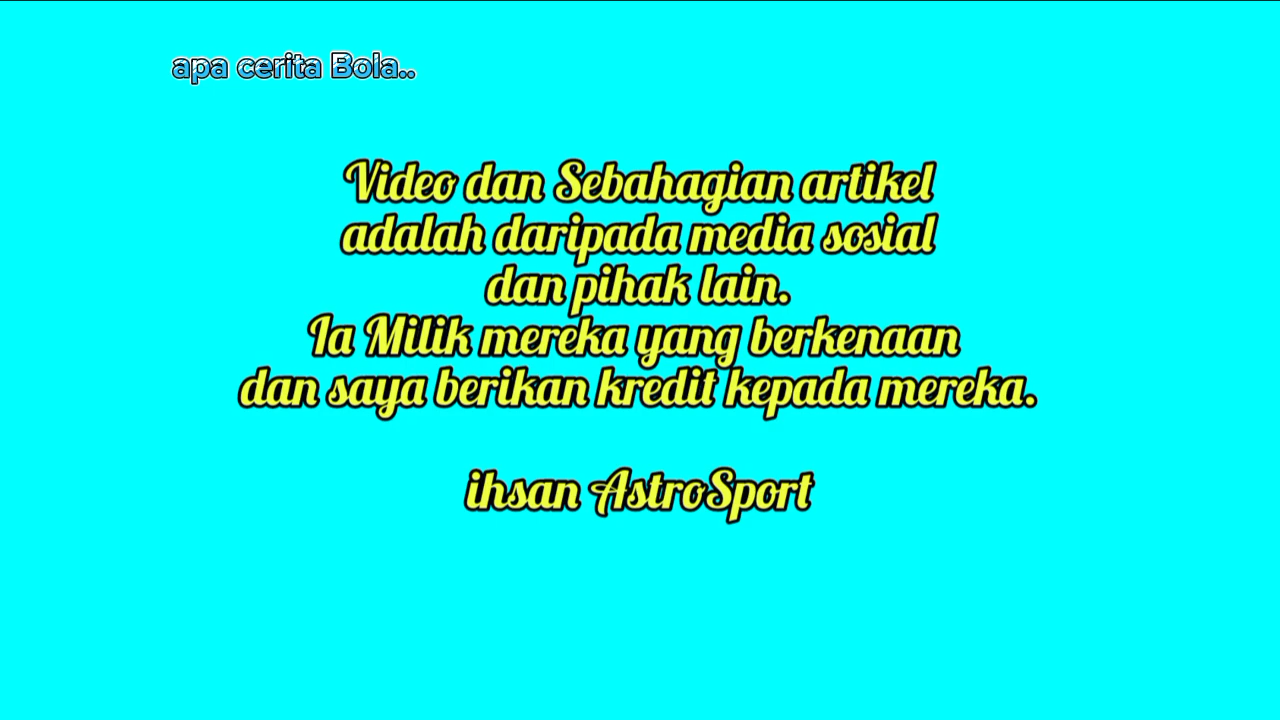 apa cerita Bola..
Video dan Sebahagian artikel
adalah daripada media sosial
dan pihak lain.
Ia Milik mereka yang berkenaan
dan saya berikan kredit kepada mereka.
ihsan AstroSport